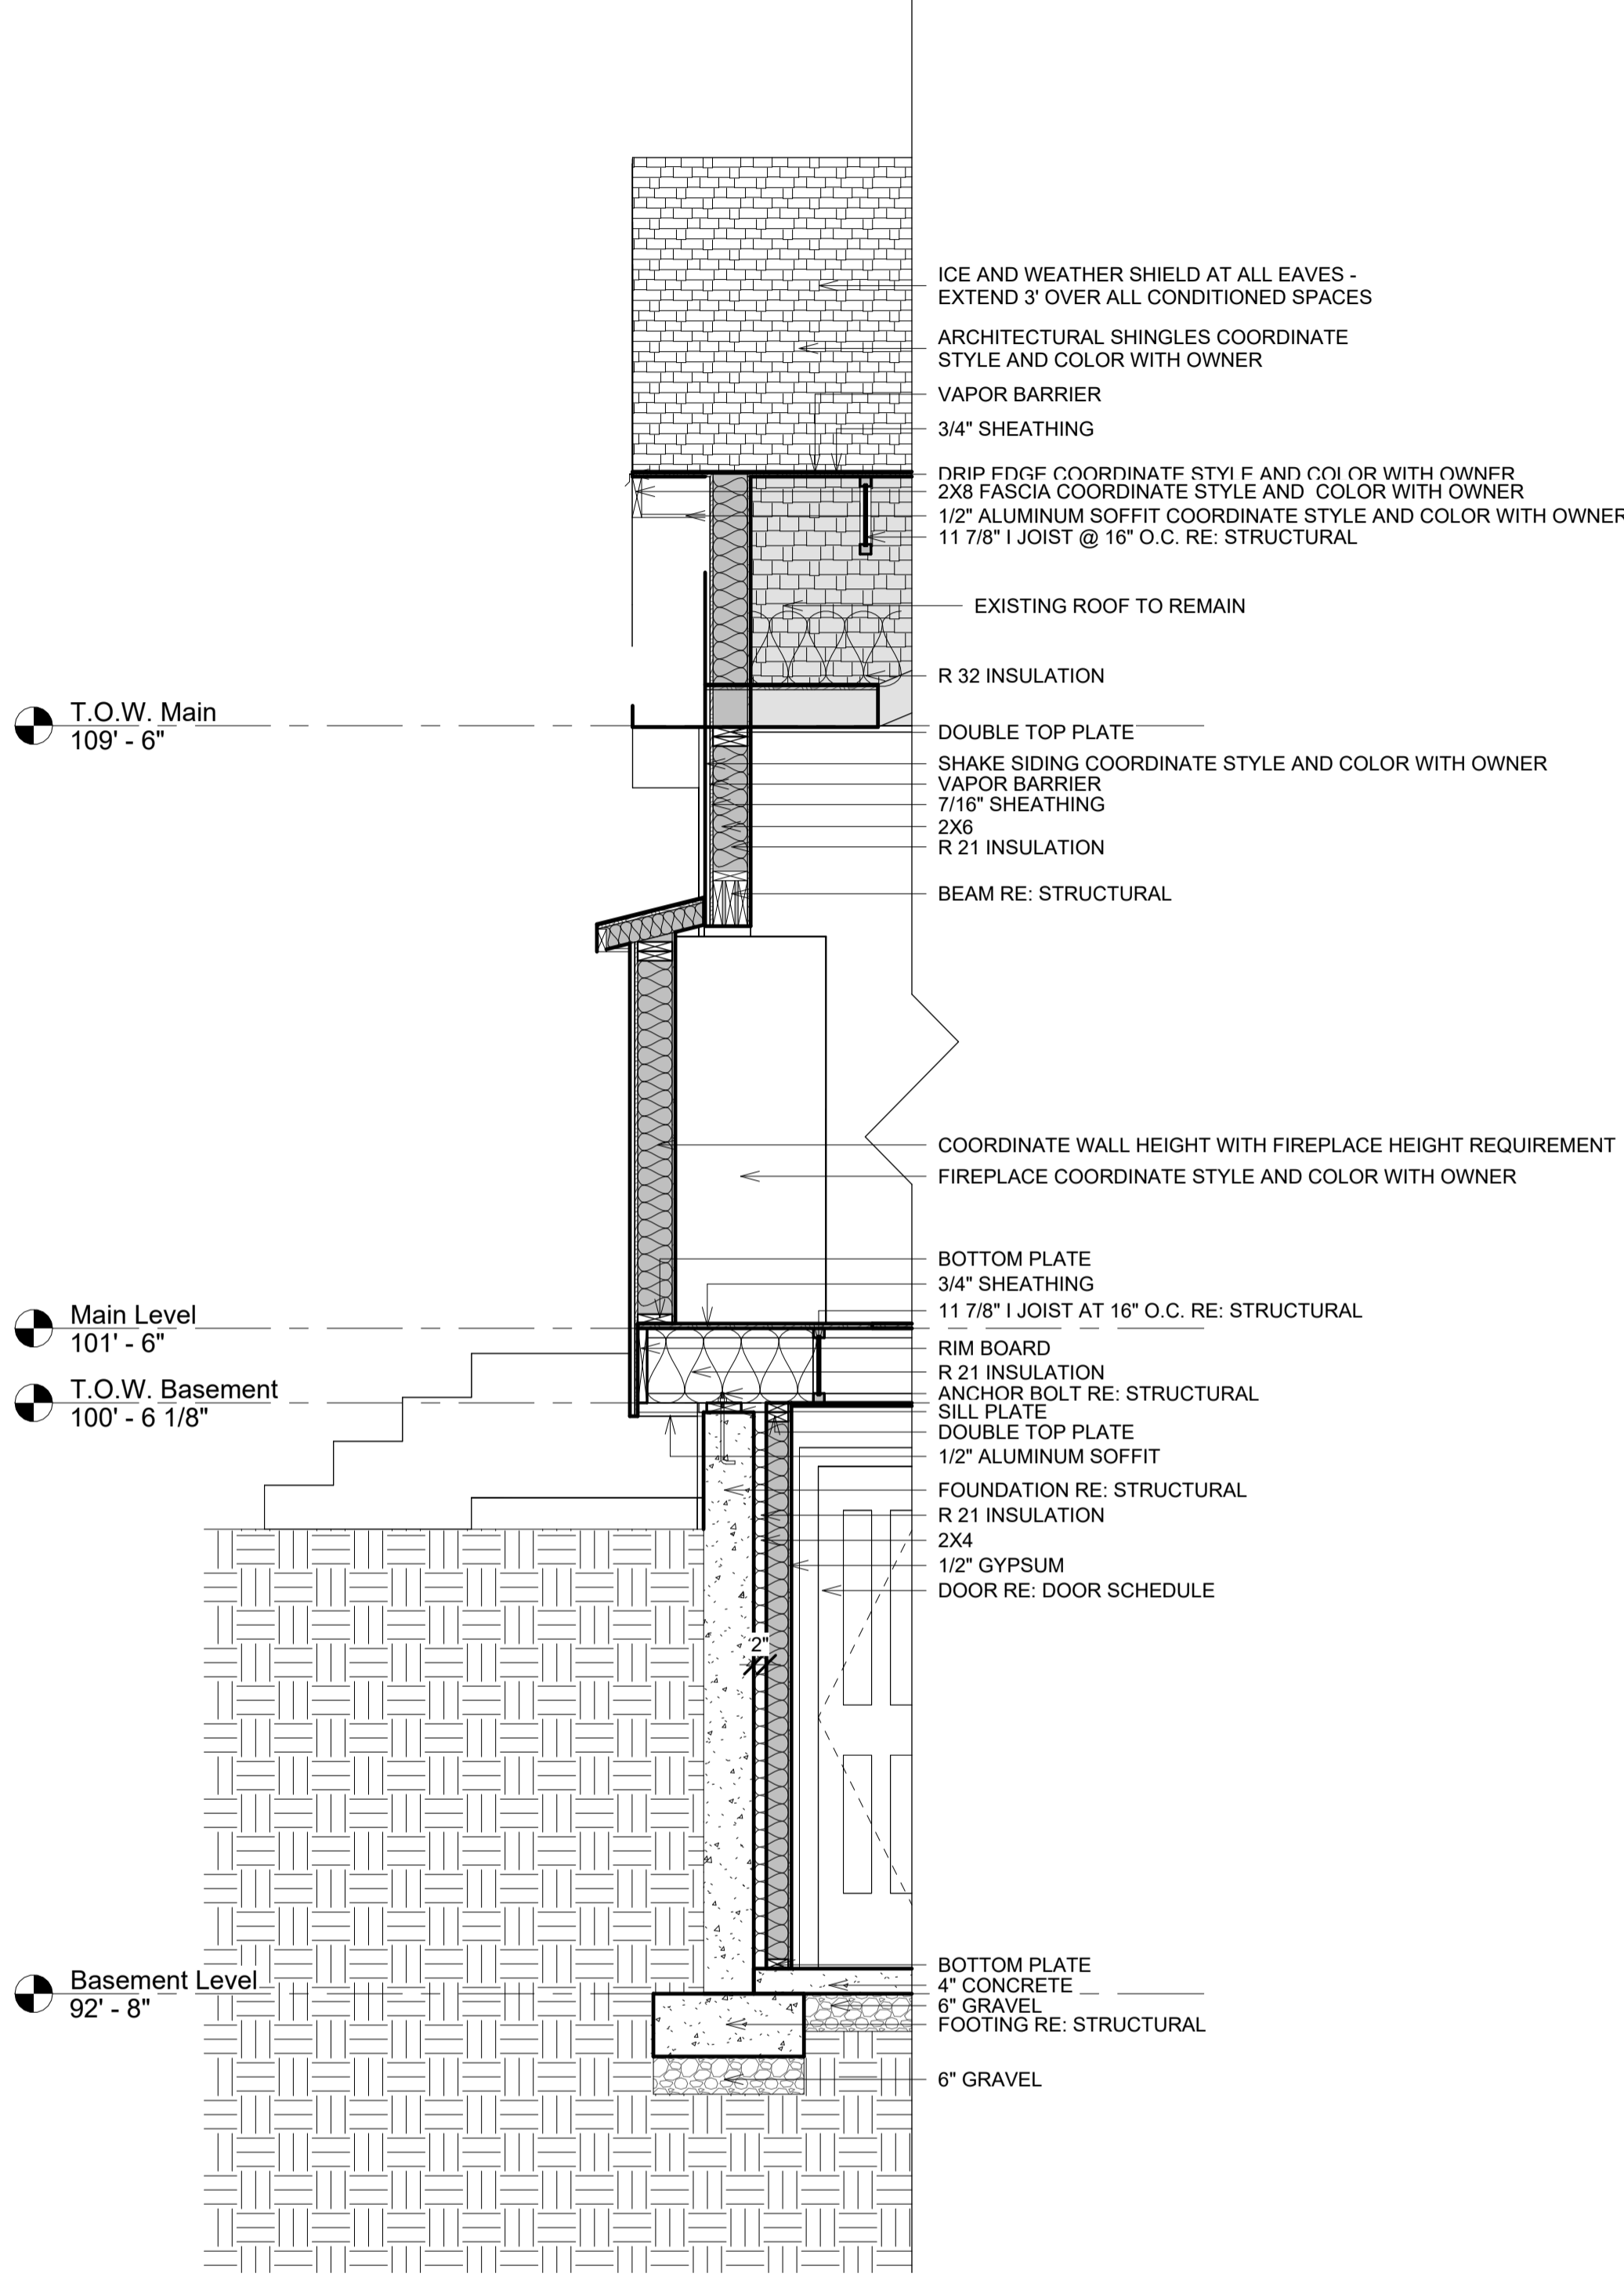 ICE AND WEATHER SHIELD AT ALL EAVES -
EXTEND 3' OVER ALL CONDITIONED SPACES
ARCHITECTURAL SHINGLES COORDINATE
STYLE AND COLOR WITH OWNER
VAPOR BARRIER
3/4" SHEATHING
DRIP EDGE COORDINATE STYLE AND COLOR WITH OWNER
2X8 FASCIA COORDINATE STYLE AND COLOR WITH OWNER
1/2" ALUMINUM SOFFIT COORDINATE STYLE AND COLOR WITH OWNER
11 7/8" I JOIST @ 16" O.C. RE: STRUCTURAL
EXISTING ROOF TO REMAIN
R 32 INSULATION
T.O.W. Main
109' - 6"
DOUBLE TOP PLATE
SHAKE SIDING COORDINATE STYLE AND COLOR WITH OWNER
VAPOR BARRIER
7/16" SHEATHING
2X6
R 21 INSULATION
BEAM RE: STRUCTURAL
COORDINATE WALL HEIGHT WITH FIREPLACE HEIGHT REQUIREMENT
FIREPLACE COORDINATE STYLE AND COLOR WITH OWNER
BOTTOM PLATE
3/4" SHEATHING
11 7/8" I JOIST AT 16" O.C. RE: STRUCTURAL
Main Level
101' - 6"
RIM BOARD
R 21 INSULATION
T.O.W. Basement
100' - 6 1/8"
ANCHOR BOLT RE: STRUCTURAL
SILL PLATE
DOUBLE TOP PLATE
1/2" ALUMINUM SOFFIT
FOUNDATION RE: STRUCTURAL
R 21 INSULATION
2X4
1/2" GYPSUM
DOOR RE: DOOR SCHEDULE
2"
BOTTOM PLATE
4" CONCRETE
Basement Level
92' - 8"
6" GRAVEL
FOOTING RE: STRUCTURAL
6" GRAVEL